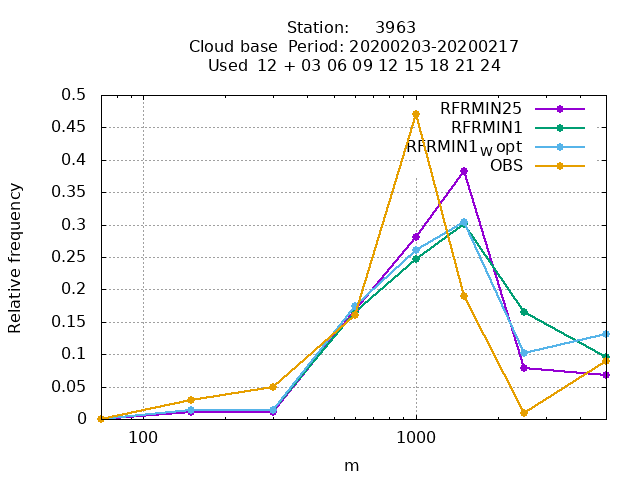 Station: 3963
Cloud base Period: 20200203-20200217
Used 12 + 03 06 09 12 15 18 21 24
0.5
RFRMIN25
0.45
RFRMIN1
RFRMIN1w opt
0.4
OBS
0.35
0.3
0.25
0.2
0.15
0.1
0.05
0
Relative frequency
100
1000
m